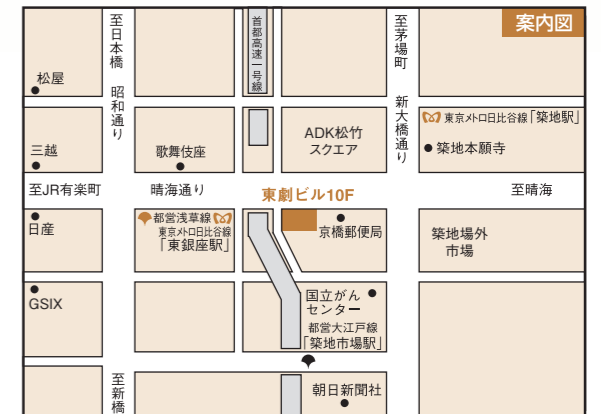 案内図
至日本橋
昭和通り
首都高速一号線
至茅場町
新大橋通り
松屋
三越
歌舞伎座
ADK松竹
スクエア
東京メトロ日比谷線「築地駅」
築地本願寺
至JR有楽町
晴海通り
東劇ビル10F
至晴海
日産
都営浅草線
東京メトロ日比谷線
「東銀座駅」
京橋郵便局
築地場外
市場
GSIX
国立がん
センター
都営大江戸線
「築地市場駅」
至新橋
朝日新聞社